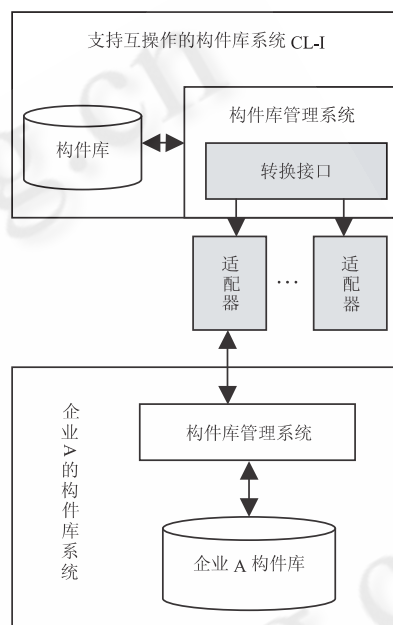 支持互操作的构件库系统 CL-I
构件库管理系统
构件库
转换接口
适配器
…
适配器
企业A的构件库系统
构件库管理系统
企业 A 构件库